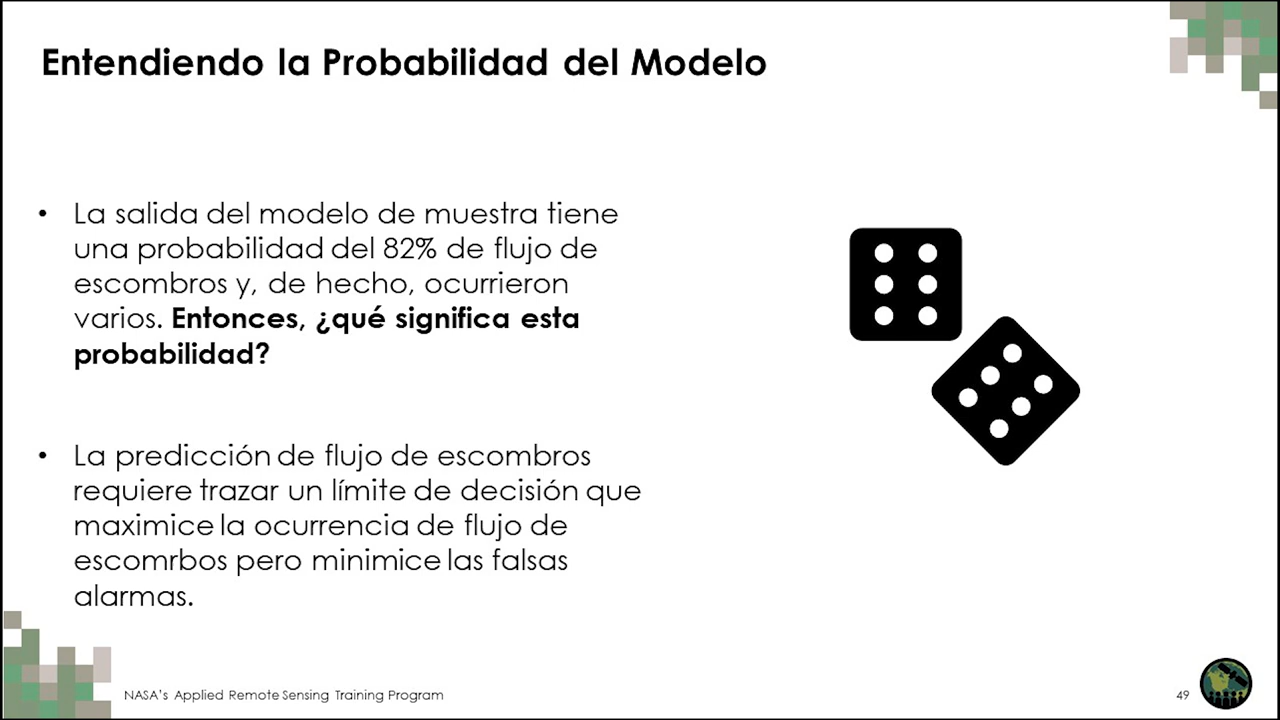 Entendiendo la Probabilidad del Modelo
• La salida del modelo de muestra tiene
una probabilidad del 82% de flujo de
escombros y, de hecho, ocurrieron
varios. Entonces, ¿qué significa esta
probabilidad?
• La predicción de flujo de escombros
requiere trazar un límite de decisión que
maximice la ocurrencia de flujo de
escomrbos pero minimice las falsas
alarmas.
NASA's Applied Remote Sensing Training Program
49